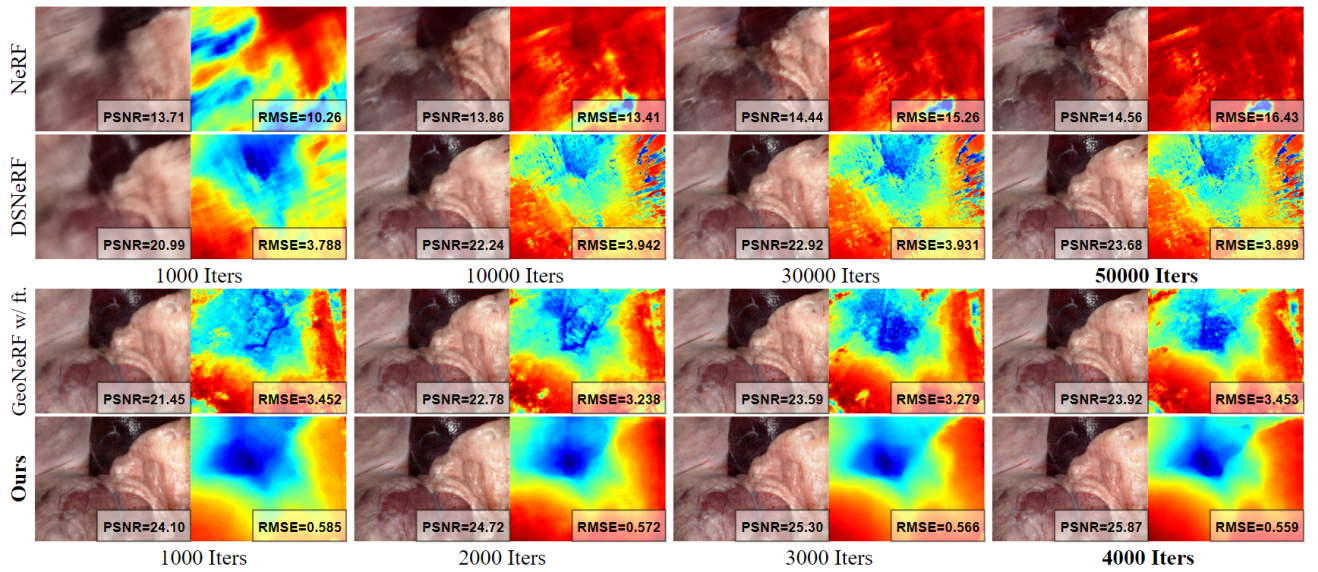 NeRF
PSNR=13.71 RMSE=10.26 PSNR=13.86 RMSE=13.41 PSNR=14.44 RMSE=15.26 PSNR=14.56 RMSE=16.43
DSNeRF
PSNR=20.99 RMSE=3.788 PSNR=22.24 RMSE=3.942 PSNR=22.92 RMSE=3.931 PSNR=23.68 RMSE=3.899
1000 Iters 10000 Iters 30000 Iters 50000 Iters
GeoNeRF w/ ft.
PSNR=21.45 RMSE=3.452 PSNR=22.78 RMSE=3.238 PSNR=23.59 RMSE=3.279 PSNR=23.92 RMSE=3.453
Ours
PSNR=24.10 RMSE=0.585 PSNR=24.72 RMSE=0.572 PSNR=25.30 RMSE=0.566 PSNR=25.87 RMSE=0.559
1000 Iters 2000 Iters 3000 Iters 4000 Iters